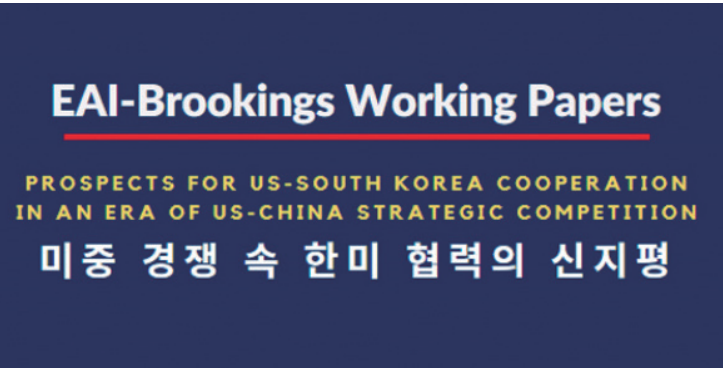 EAI-Brookings Working Papers
PROSPECTS FOR US-SOUTH KOREA COOPERATION
IN AN ERA OF US-CHINA STRATEGIC COMPETITION
미중 경쟁 속 한미 협력의 신지평